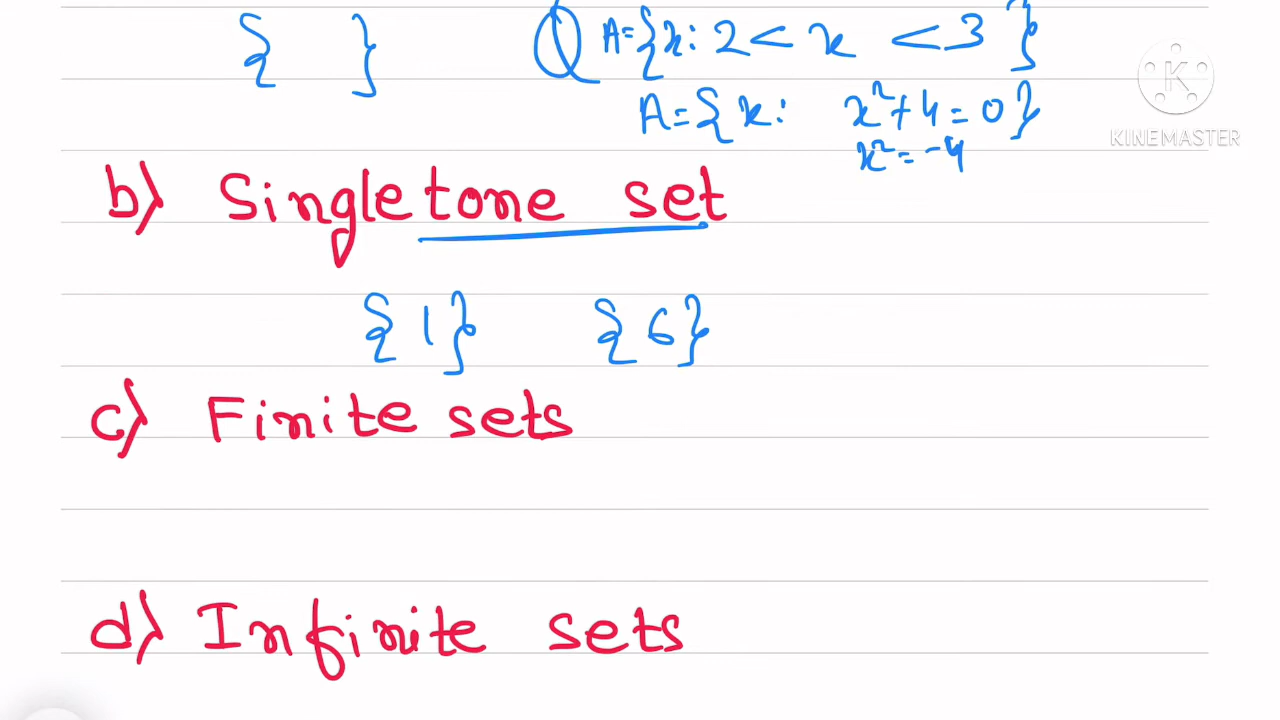 { } Q A={x: 2 < x < 3 }
A={x: x²+4=0}
x²=-4
KINEMASTER
b) Singletone set
{1} {6}
c) Finite sets
d) Infinite sets